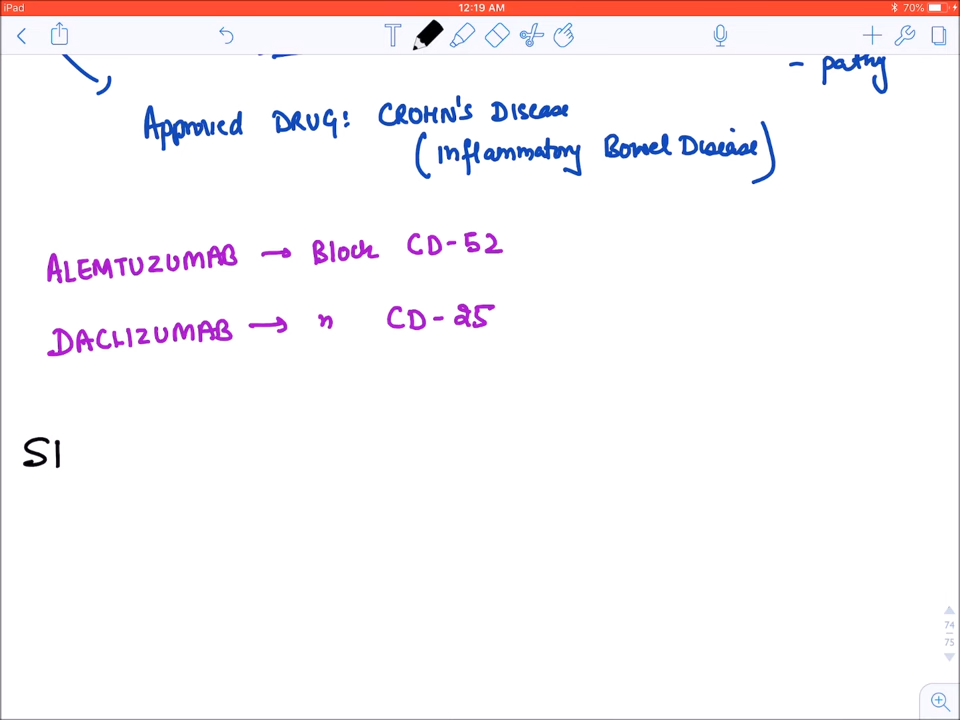 iPad 12:19 AM 70%
T
- pathy
Approved DRUG: CROHN'S Disease
(Inflammatory Bowel Disease)
ALEMTUZUMAB → Block CD-52
DACLIZUMAB → " CD-25
SI
74
75